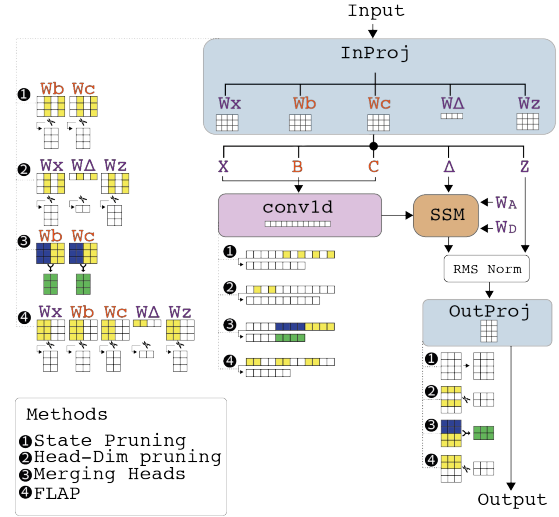 Input
InProj
Wx Wb Wc WΔ Wz
X B C Δ Z
conv1d
SSM
WA
WD
RMS Norm
OutProj
Output
❶
Wb Wc
❷
Wx WΔ Wz
❸
Wb Wc
❹
Wx Wb Wc WΔ Wz
❶
❷
❸
❹
❶
❷
❸
❹
Methods
❶State Pruning
❷Head-Dim pruning
❸Merging Heads
❹FLAP